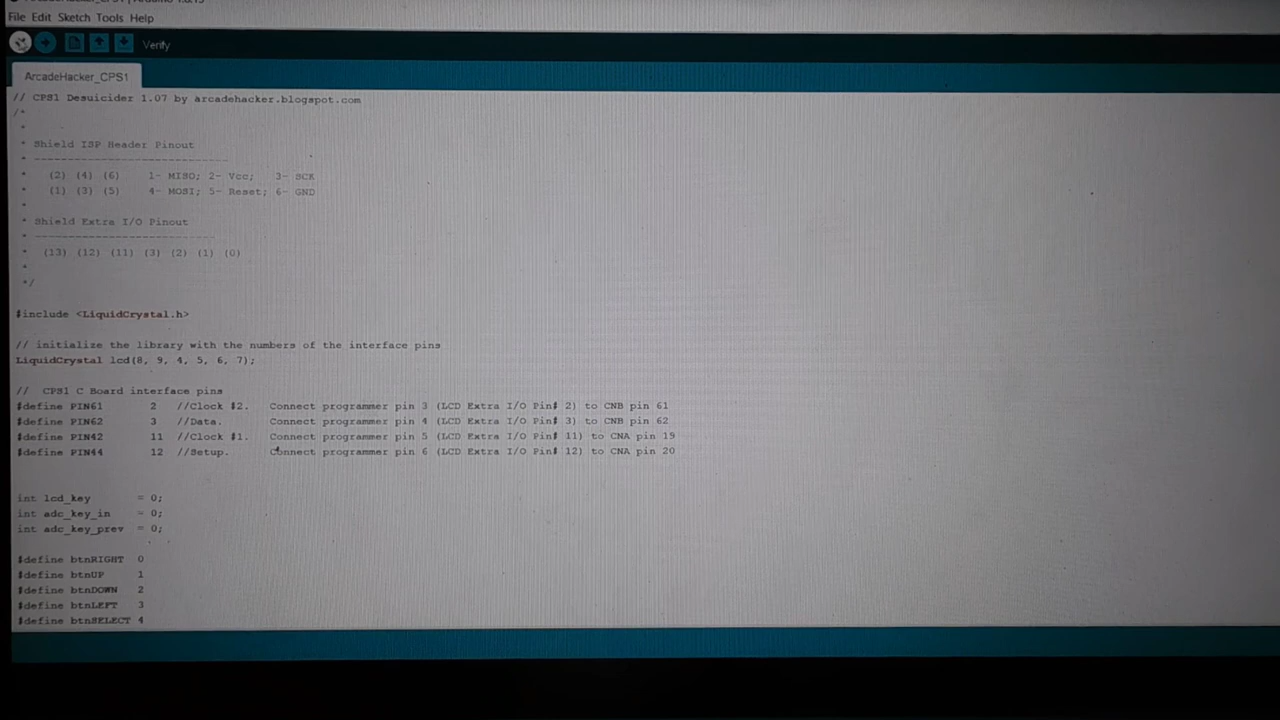 File Edit Sketch Tools Help
Verify
ArcadeHacker_CPS1
// CPS1 Desuicider 1.07 by arcadehacker.blogspot.com
/*
*
* Shield ISP Header Pinout
* -----------------------------
* (2) (4) (6) 1- MISO; 2- Vcc; 3- SCK
* (1) (3) (5) 4- MOSI; 5- Reset; 6- GND
*
* Shield Extra I/O Pinout
* ---------------------------
* (13) (12) (11) (3) (2) (1) (0)
*
*/
#include <LiquidCrystal.h>
// initialize the library with the numbers of the interface pins
LiquidCrystal lcd(8, 9, 4, 5, 6, 7);
// CPS1 C Board interface pins
#define PIN61 2 //Clock #2. Connect programmer pin 3 (LCD Extra I/O Pin# 2) to CNB pin 61
#define PIN62 3 //Data. Connect programmer pin 4 (LCD Extra I/O Pin# 3) to CNB pin 62
#define PIN42 11 //Clock #1. Connect programmer pin 5 (LCD Extra I/O Pin# 11) to CNA pin 19
#define PIN44 12 //Setup. Connect programmer pin 6 (LCD Extra I/O Pin# 12) to CNA pin 20
int lcd_key = 0;
int adc_key_in = 0;
int adc_key_prev = 0;
#define btnRIGHT 0
#define btnUP 1
#define btnDOWN 2
#define btnLEFT 3
#define btnSELECT 4